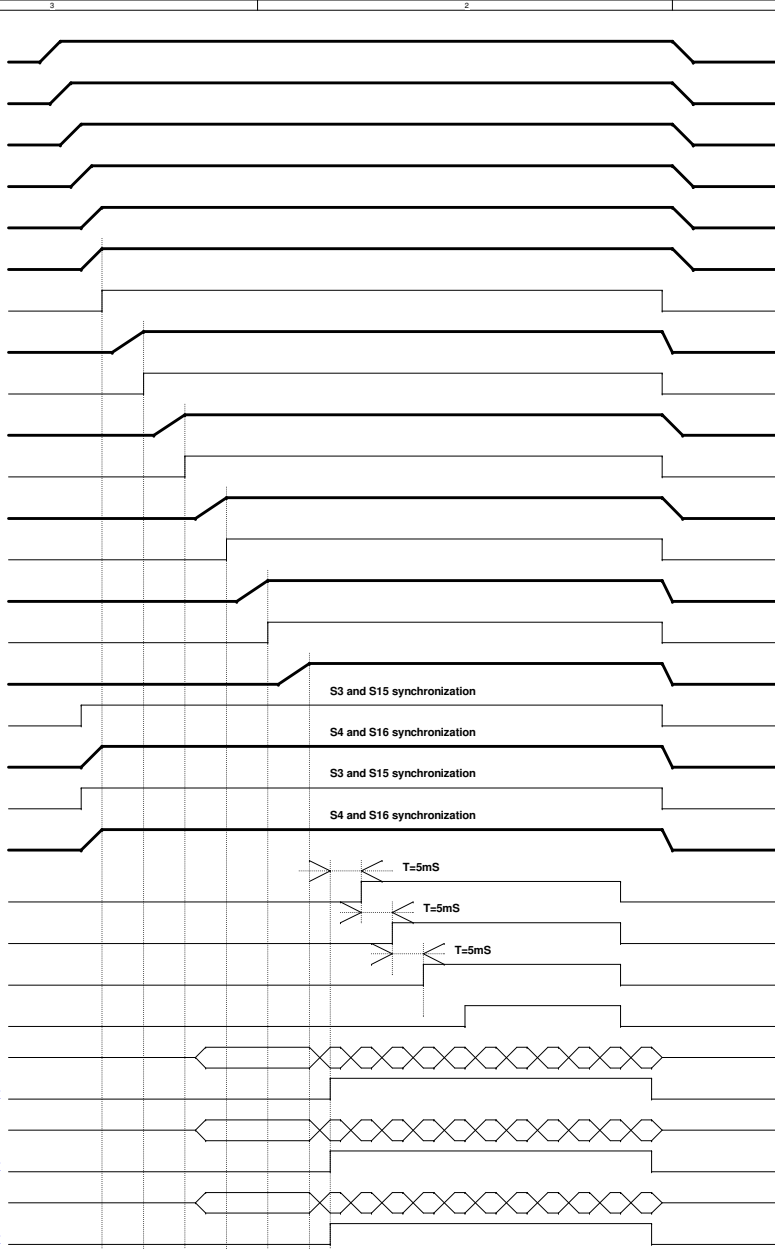 3 2
S3 and S15 synchronization
S4 and S16 synchronization
S3 and S15 synchronization
S4 and S16 synchronization
T=5mS
T=5mS
T=5mS